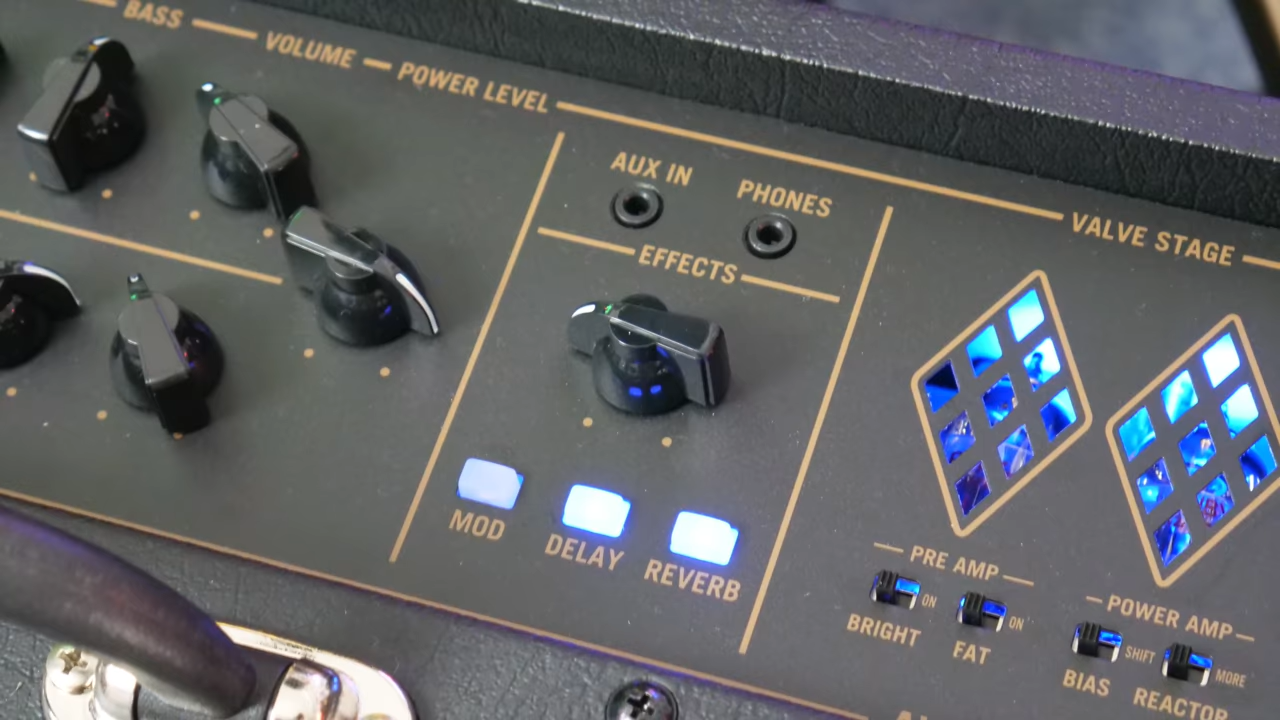 BASS
VOLUME
POWER LEVEL
AUX IN
PHONES
VALVE STAGE
EFFECTS
MOD
DELAY
REVERB
PRE AMP
ON
ON
BRIGHT
FAT
POWER AMP
SHIFT
MORE
BIAS
REACTOR